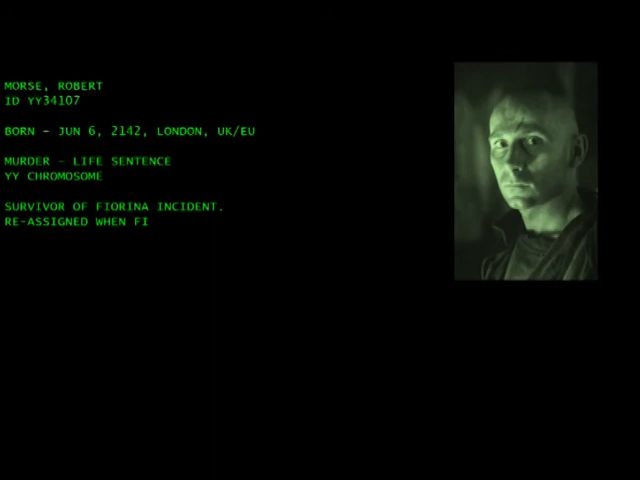 MORSE, ROBERT
ID YY34107
BORN - JUN 6, 2142, LONDON, UK/EU
MURDER - LIFE SENTENCE
YY CHROMOSOME
SURVIVOR OF FIORINA INCIDENT.
RE-ASSIGNED WHEN FI